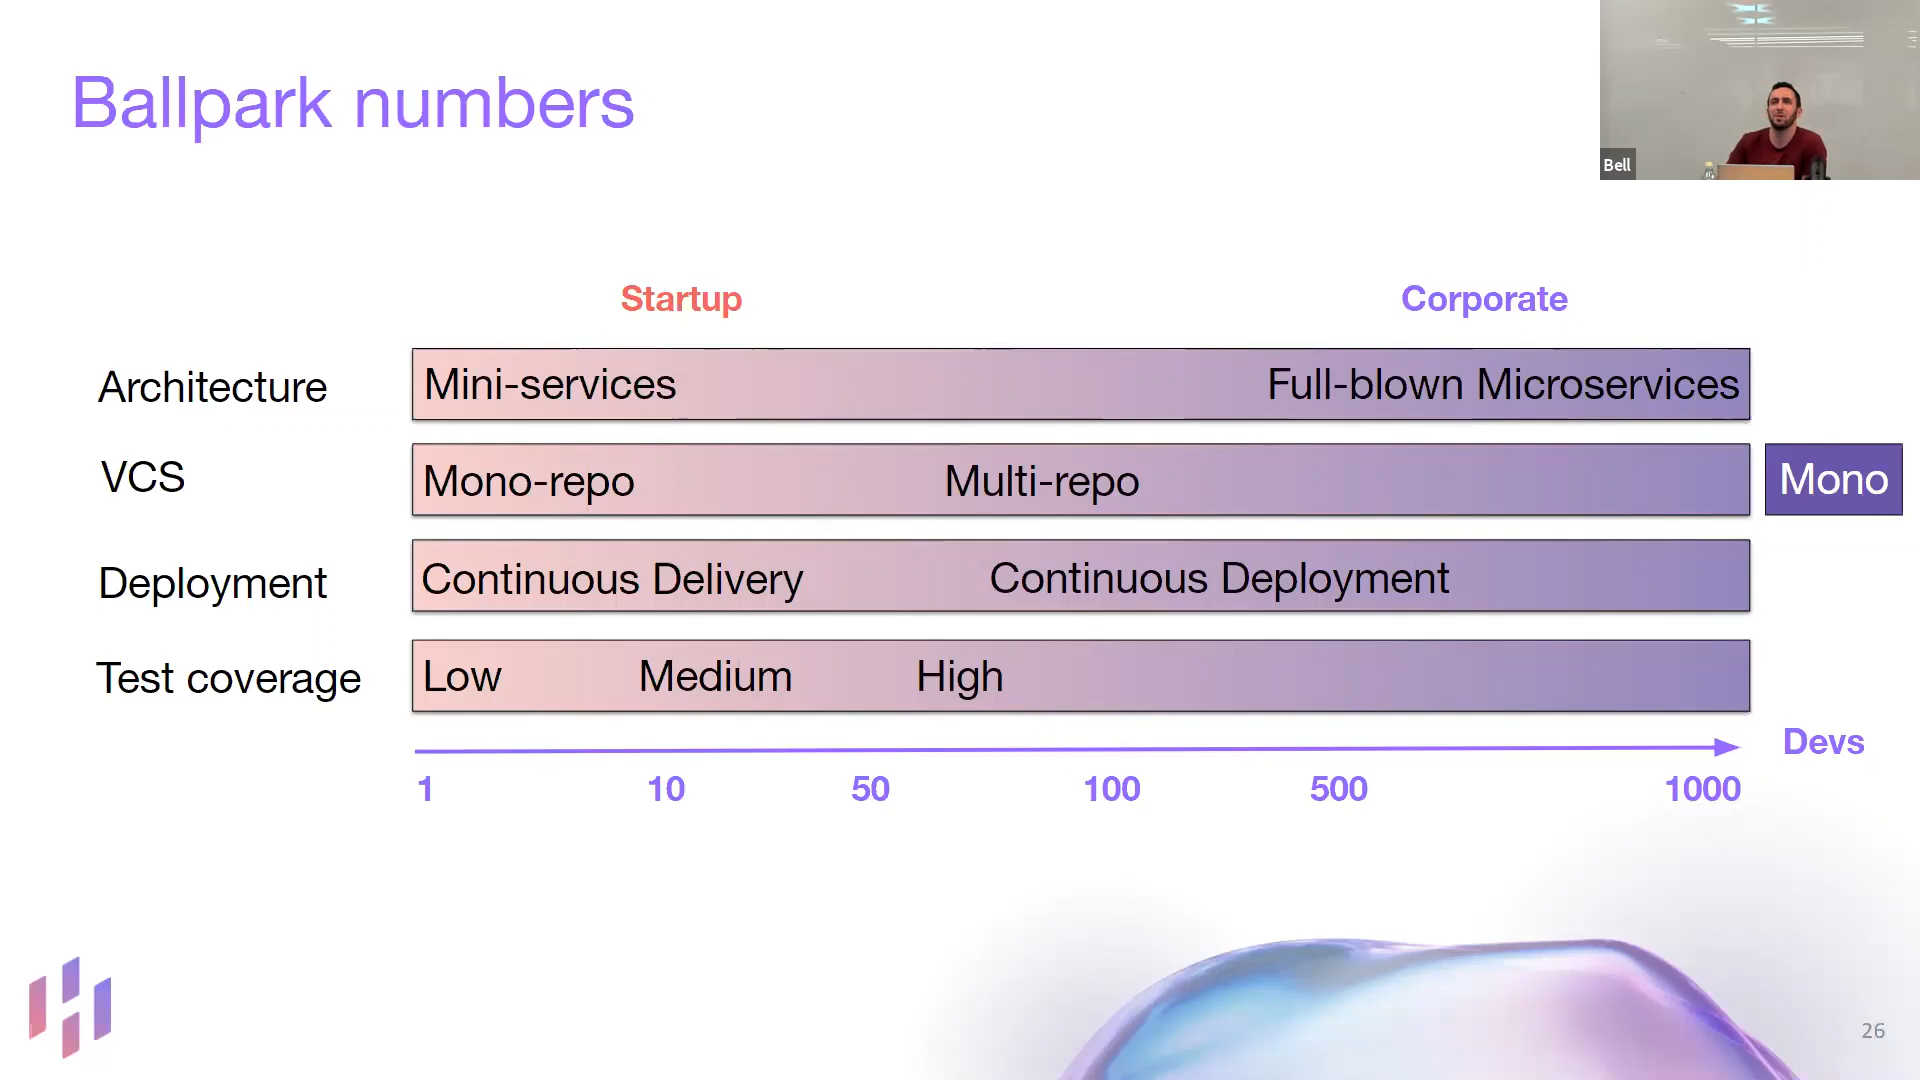 Ballpark numbers
Bell
Startup Corporate
Architecture Mini-services Full-blown Microservices
VCS Mono-repo Multi-repo Mono
Deployment Continuous Delivery Continuous Deployment
Test coverage Low Medium High
Devs
1 10 50 100 500 1000
26